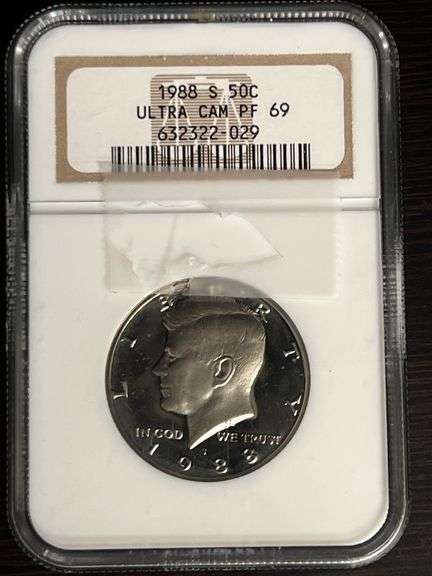 1988 S 50C
ULTRA CAM PF 69
632322-029
LIBERTY
IN GOD WE TRUST
1988